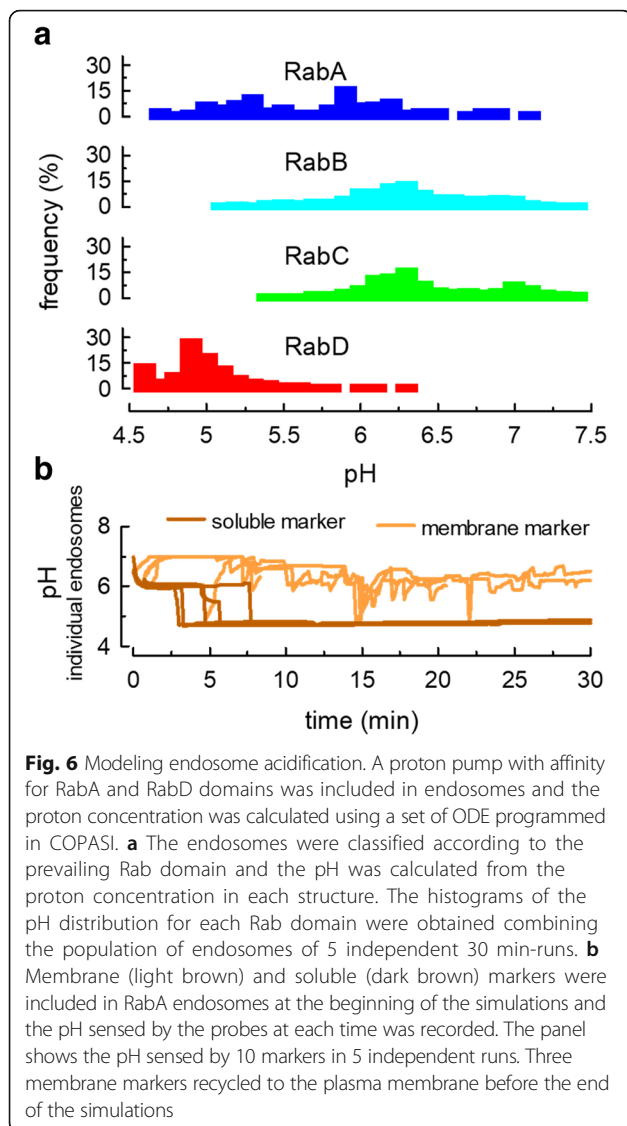 a
30
15
0
RabA
30
15
0
RabB
30
15
0
RabC
30
15
0
RabD
frequency (%)
4.5 5 5.5 6 6.5 7 7.5
pH
b
soluble marker membrane marker
8
6
4
pH
individual endosomes
0 5 10 15 20 25 30
time (min)
Fig. 6 Modeling endosome acidification. A proton pump with affinity
for RabA and RabD domains was included in endosomes and the
proton concentration was calculated using a set of ODE programmed
in COPASI. a The endosomes were classified according to the
prevailing Rab domain and the pH was calculated from the
proton concentration in each structure. The histograms of the
pH distribution for each Rab domain were obtained combining
the population of endosomes of 5 independent 30 min-runs. b
Membrane (light brown) and soluble (dark brown) markers were
included in RabA endosomes at the beginning of the simulations and
the pH sensed by the probes at each time was recorded. The panel
shows the pH sensed by 10 markers in 5 independent runs. Three
membrane markers recycled to the plasma membrane before the end
of the simulations